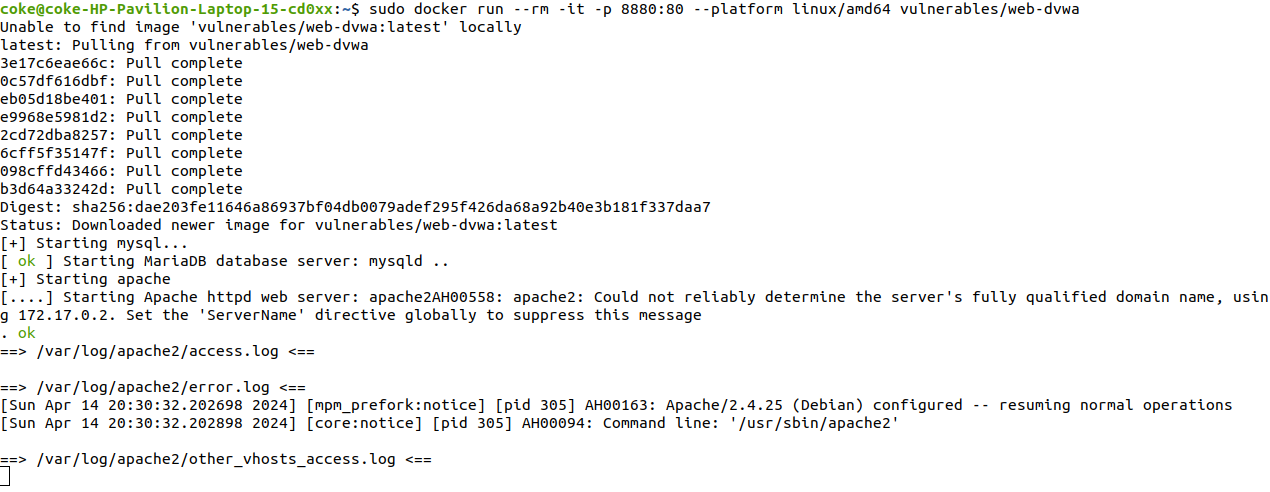 coke@coke-HP-Pavilion-Laptop-15-cd0xx:~$ sudo docker run --rm -it -p 8880:80 --platform linux/amd64 vulnerables/web-dvwa
Unable to find image 'vulnerables/web-dvwa:latest' locally
latest: Pulling from vulnerables/web-dvwa
3e17c6eae66c: Pull complete
0c57df616dbf: Pull complete
eb05d18be401: Pull complete
e9968e5981d2: Pull complete
2cd72dba8257: Pull complete
6cff5f35147f: Pull complete
098cffd43466: Pull complete
b3d64a33242d: Pull complete
Digest: sha256:dae203fe11646a86937bf04db0079adef295f426da68a92b40e3b181f337daa7
Status: Downloaded newer image for vulnerables/web-dvwa:latest
[+] Starting mysql...
[ ok ] Starting MariaDB database server: mysqld ..
[+] Starting apache
[....] Starting Apache httpd web server: apache2AH00558: apache2: Could not reliably determine the server's fully qualified domain name, usin
g 172.17.0.2. Set the 'ServerName' directive globally to suppress this message
. ok
==> /var/log/apache2/access.log <==
==> /var/log/apache2/error.log <==
[Sun Apr 14 20:30:32.202698 2024] [mpm_prefork:notice] [pid 305] AH00163: Apache/2.4.25 (Debian) configured -- resuming normal operations
[Sun Apr 14 20:30:32.202898 2024] [core:notice] [pid 305] AH00094: Command line: '/usr/sbin/apache2'
==> /var/log/apache2/other_vhosts_access.log <==